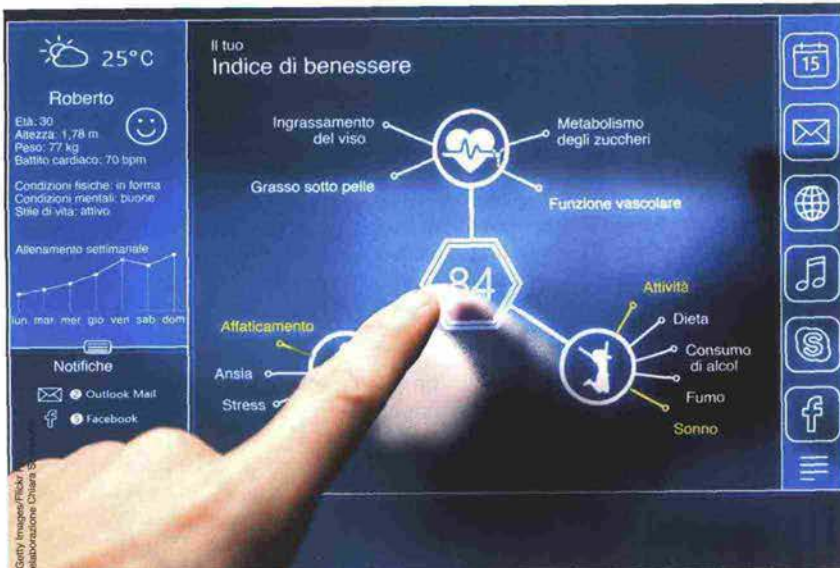 25°C
Roberto
Età: 30
Altezza: 1,78 m
Peso: 77 kg
Battito cardiaco: 70 bpm
Condizioni fisiche: in forma
Condizioni mentali: buone
Stile di vita: attivo
Allenamento settimanale
lun mar mer gio ven sab dom
Notifiche
2 Outlook Mail
5 Facebook
Il tuo
Indice di benessere
Ingrassamento
del viso
Metabolismo
degli zuccheri
Grasso sotto pelle
Funzione vascolare
84
Affaticamento
Ansia
Stress
Attività
Dieta
Consumo
di alcol
Fumo
Sonno
15
S
f
Getty Images/Flickr
elaborazione Chiara